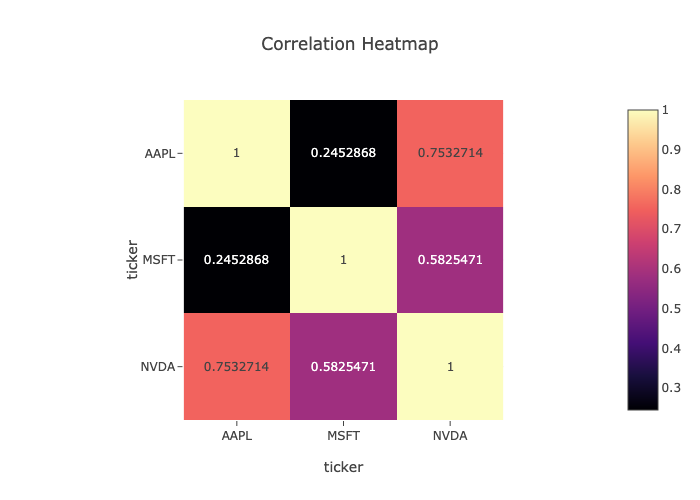 Correlation Heatmap
AAPL 1 0.2452868 0.7532714
MSFT 0.2452868 1 0.5825471
NVDA 0.7532714 0.5825471 1
AAPL MSFT NVDA
ticker
ticker
1
0.9
0.8
0.7
0.6
0.5
0.4
0.3